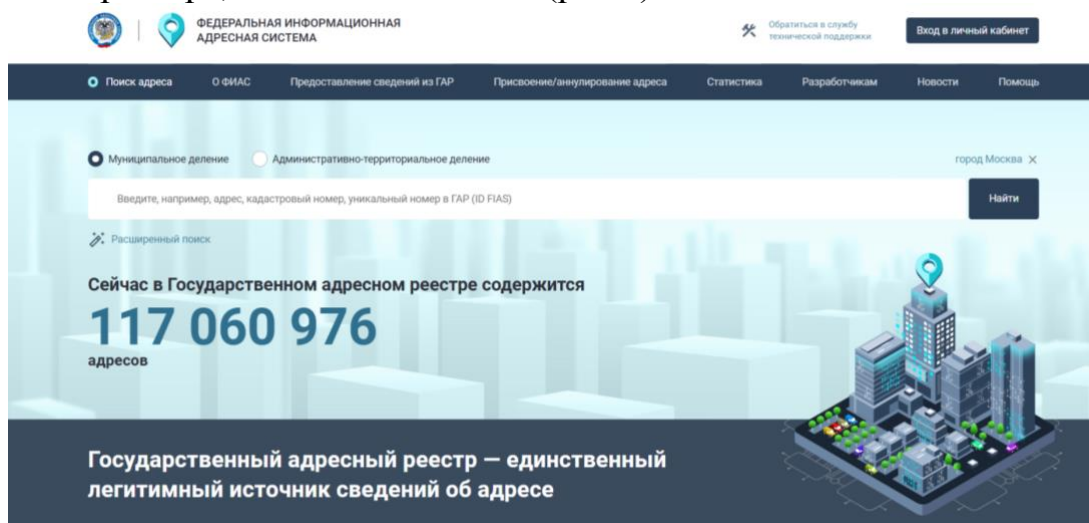 ФЕДЕРАЛЬНАЯ ИНФОРМАЦИОННАЯ
АДРЕСНАЯ СИСТЕМА
Обратиться в службу
технической поддержки
Вход в личный кабинет
Поиск адреса
О ФИАС
Предоставление сведений из ГАР
Присвоение/аннулирование адреса
Статистика
Разработчикам
Новости
Помощь
Муниципальное деление
Административно-территориальное деление
город Москва ×
Введите, например, адрес, кадастровый номер, уникальный номер в ГАР (ID FIAS)
Найти
Расширенный поиск
Сейчас в Государственном адресном реестре содержится
117 060 976
адресов
Государственный адресный реестр — единственный
легитимный источник сведений об адресе